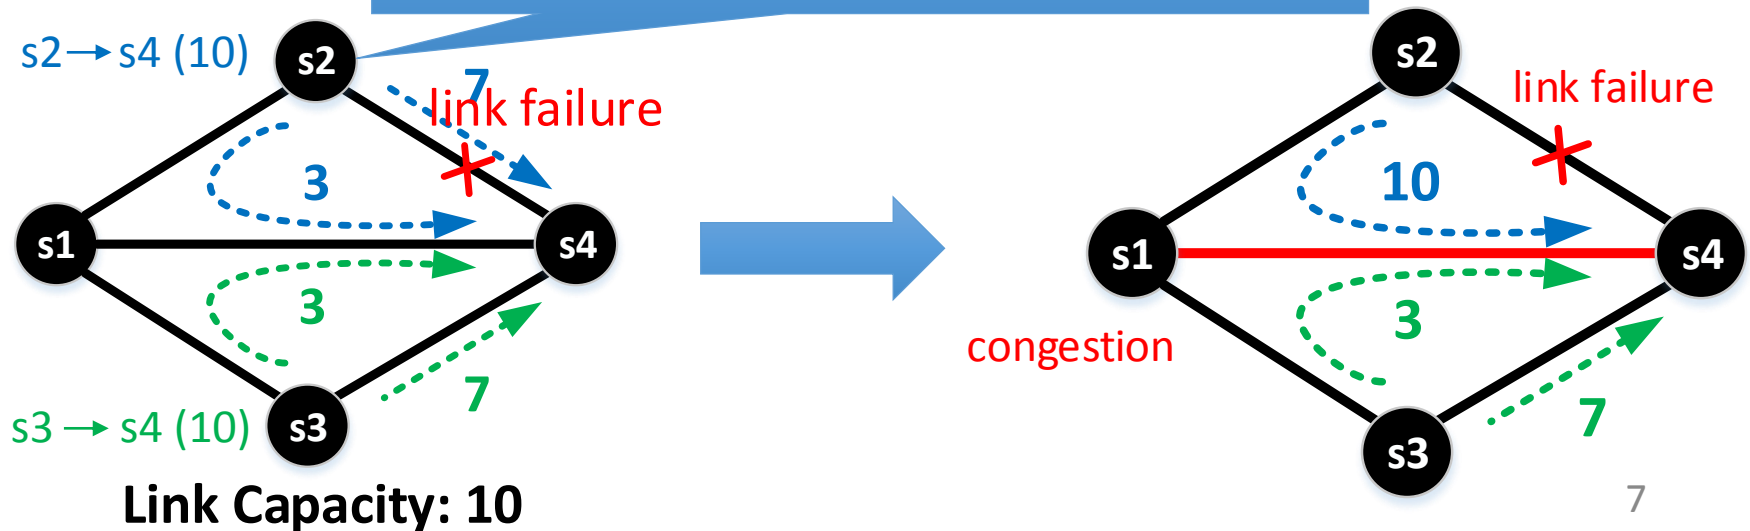 s2→s4 (10)
s2
7
link failure
3
s1
s4
3
7
s3→s4 (10)
s3
Link Capacity: 10
s2
link failure
10
s1
s4
congestion
3
7
s3
7